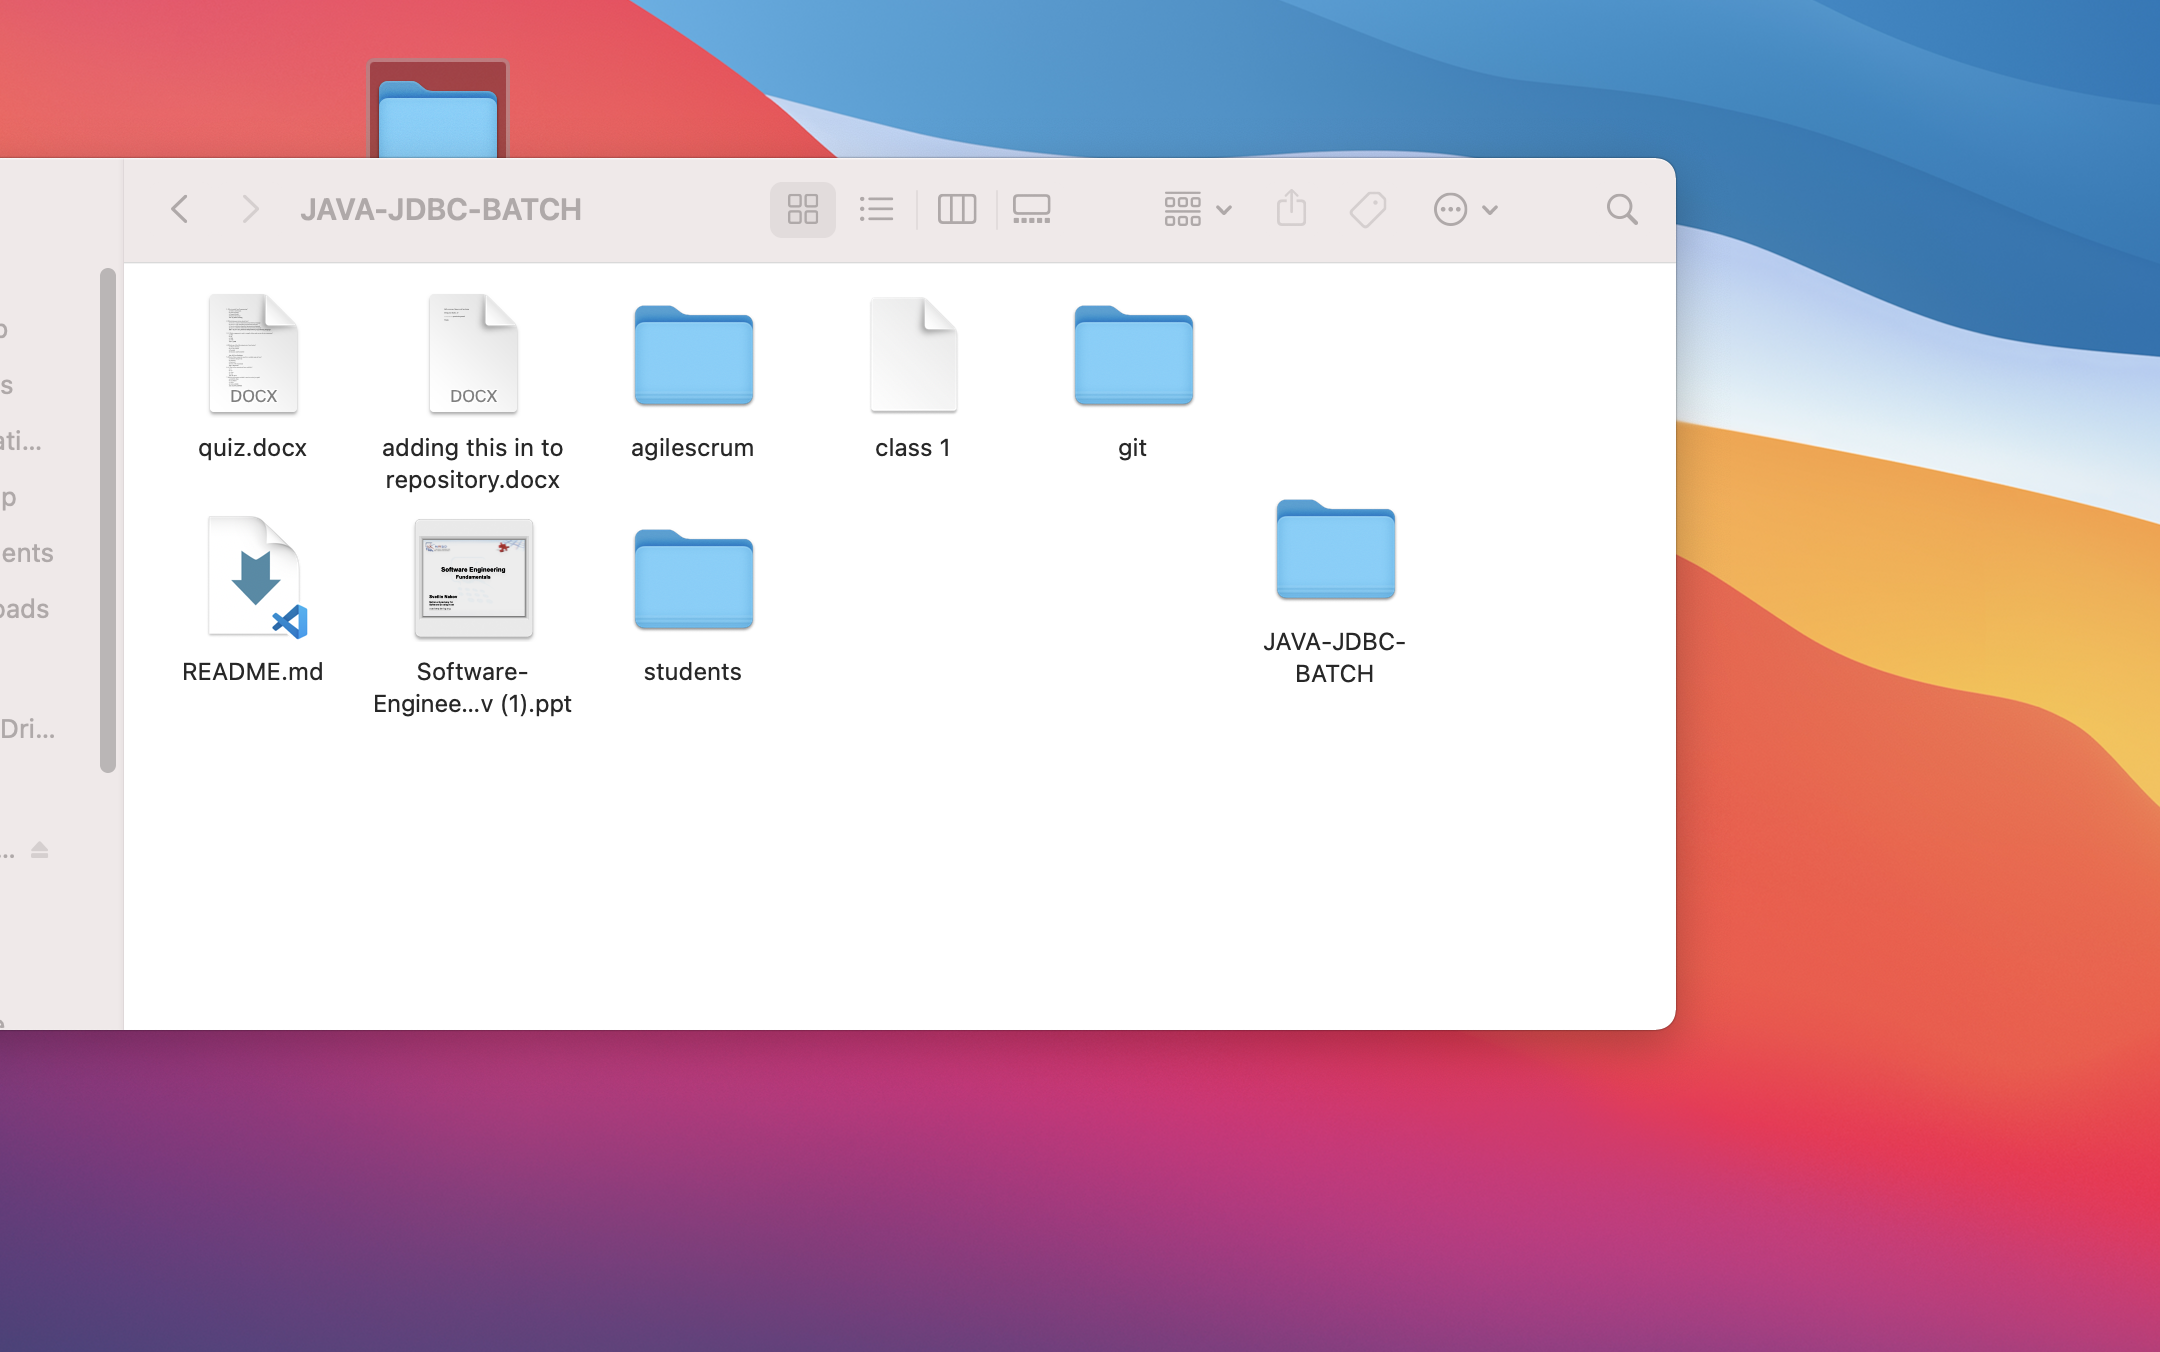 JAVA-JDBC-BATCH
DOCX
DOCX
quiz.docx
adding this in to
repository.docx
agilescrum
class 1
git
s
ati...
p
ents
oads
Dri...
...
Software Engineering
Fundamentals
README.md
Software-
Enginee...v (1).ppt
students
JAVA-JDBC-
BATCH